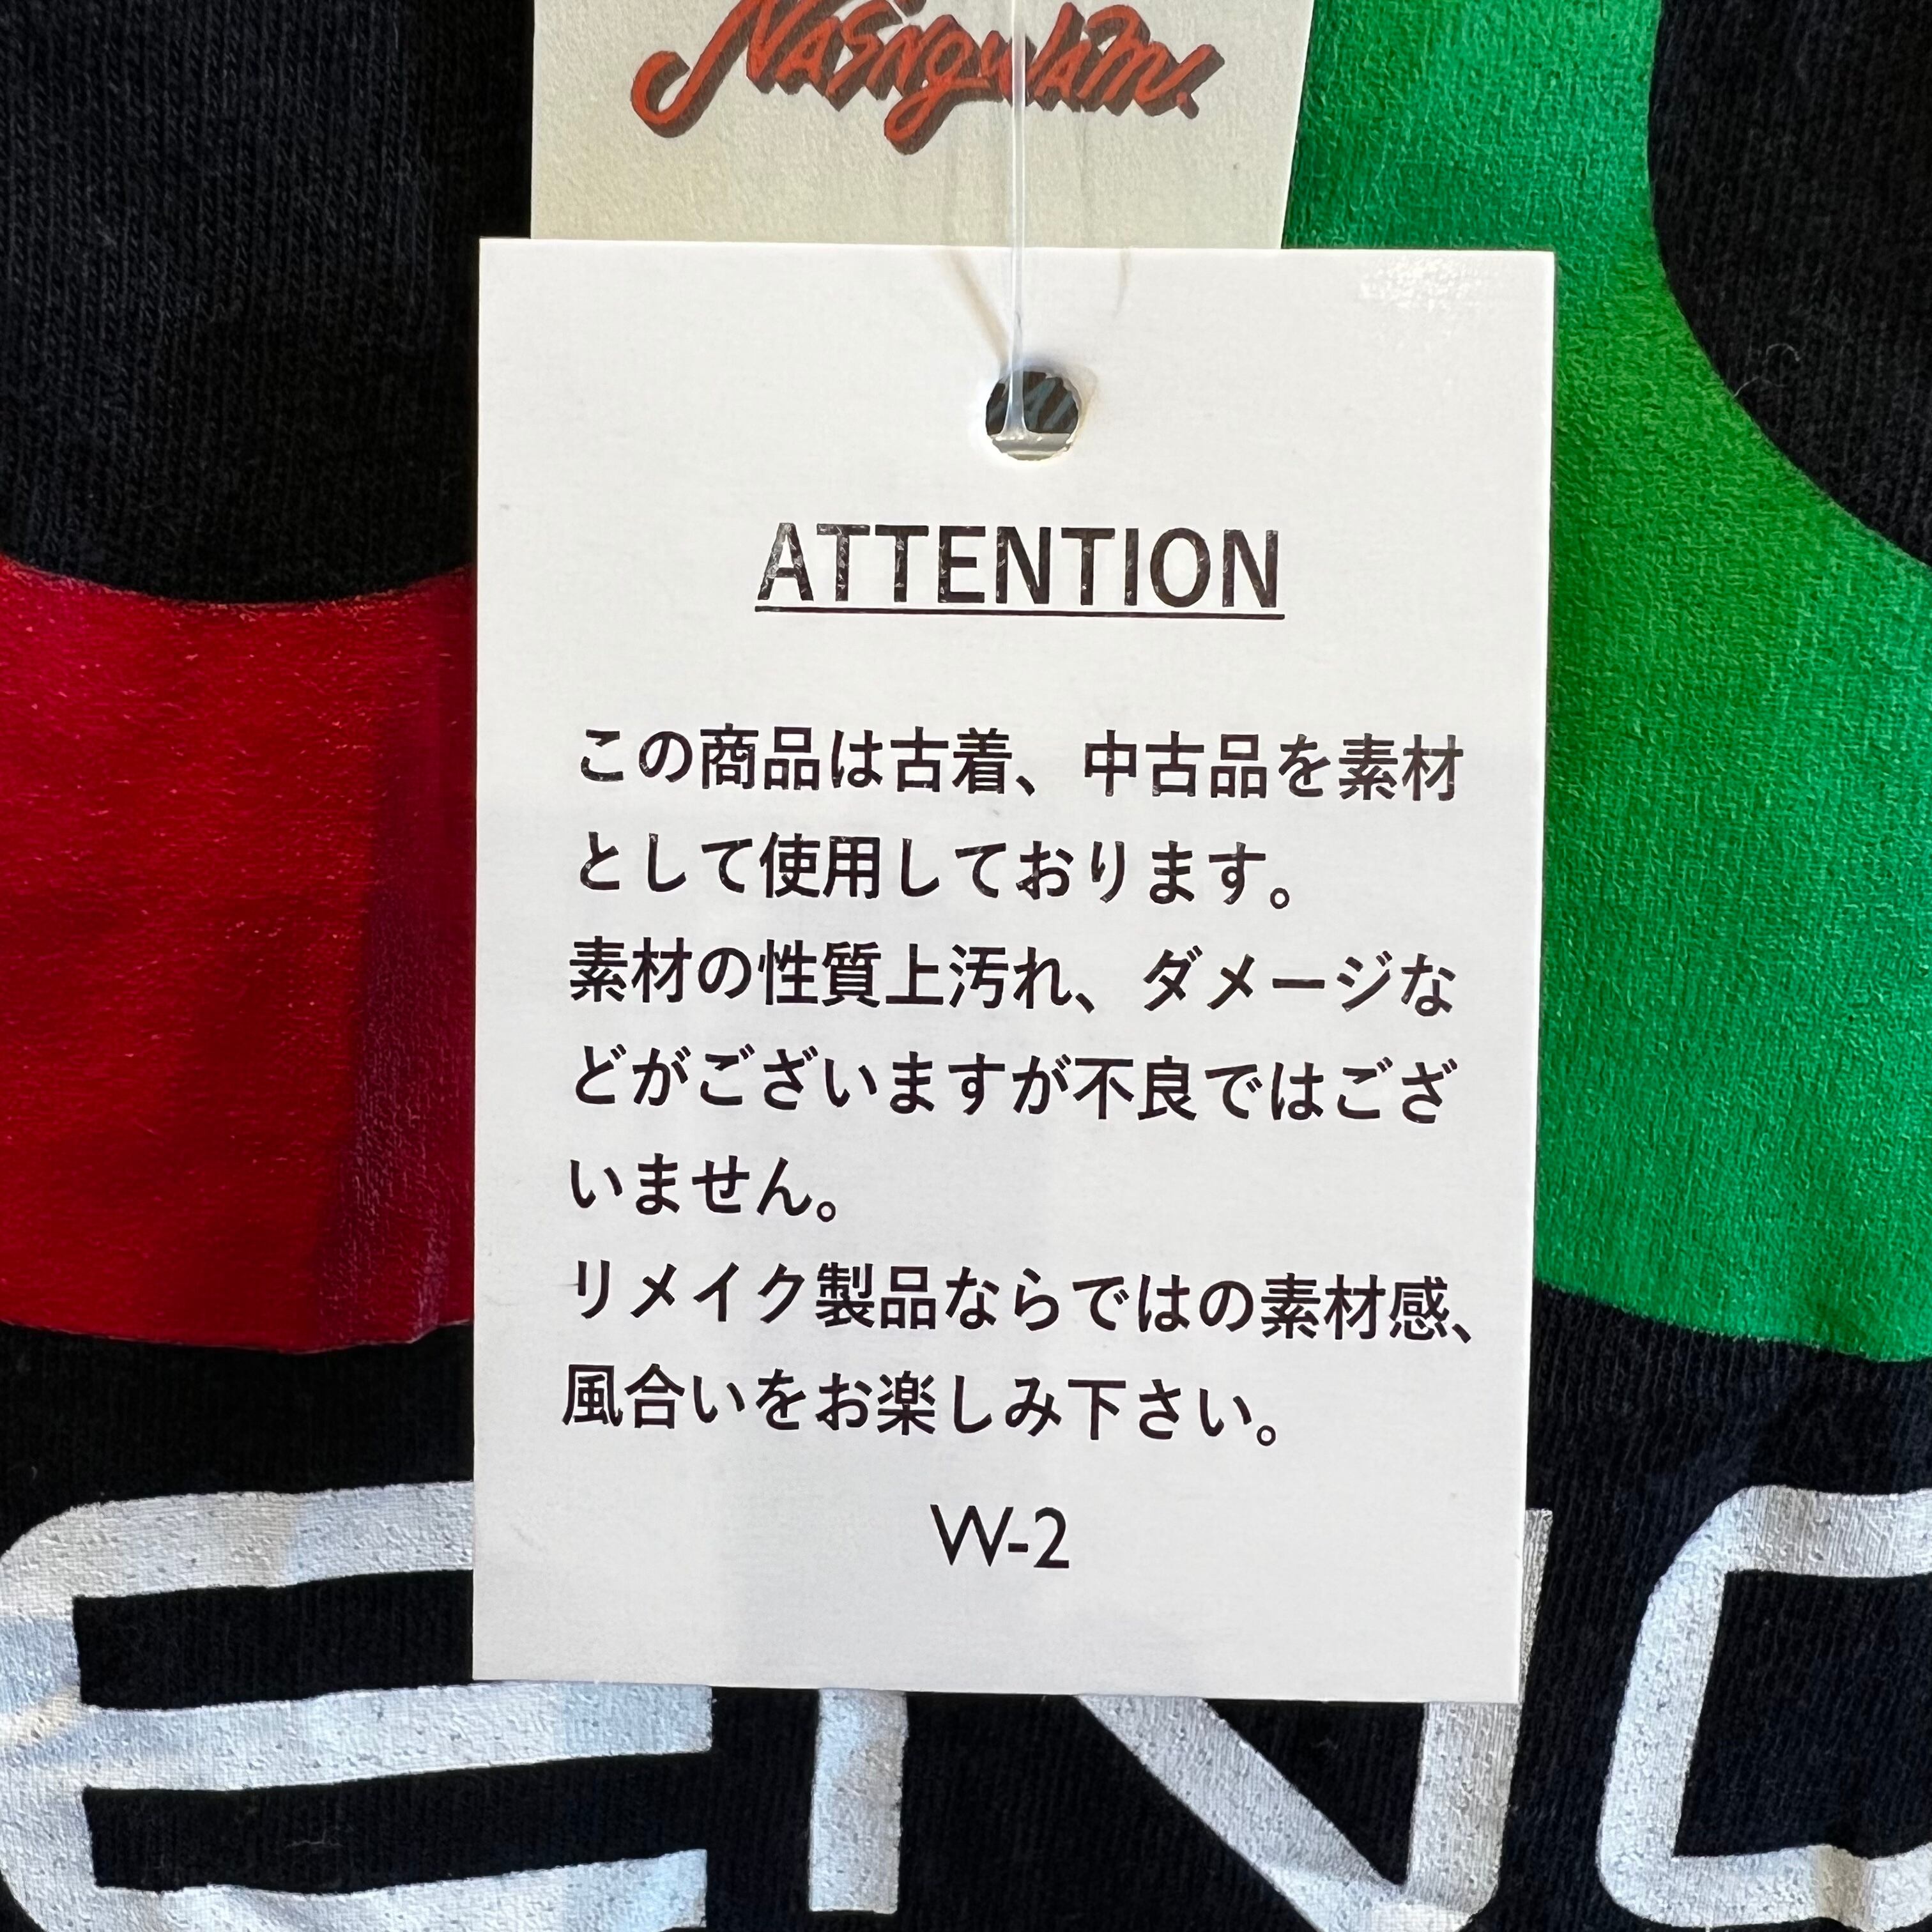 NASNGWAM.
ATTENTION
この商品は古着、中古品を素材
として使用しております。
素材の性質上汚れ、ダメージな
どがございますが不良ではござ
いません。
リメイク製品ならではの素材感、
風合いをお楽しみ下さい。
W-2